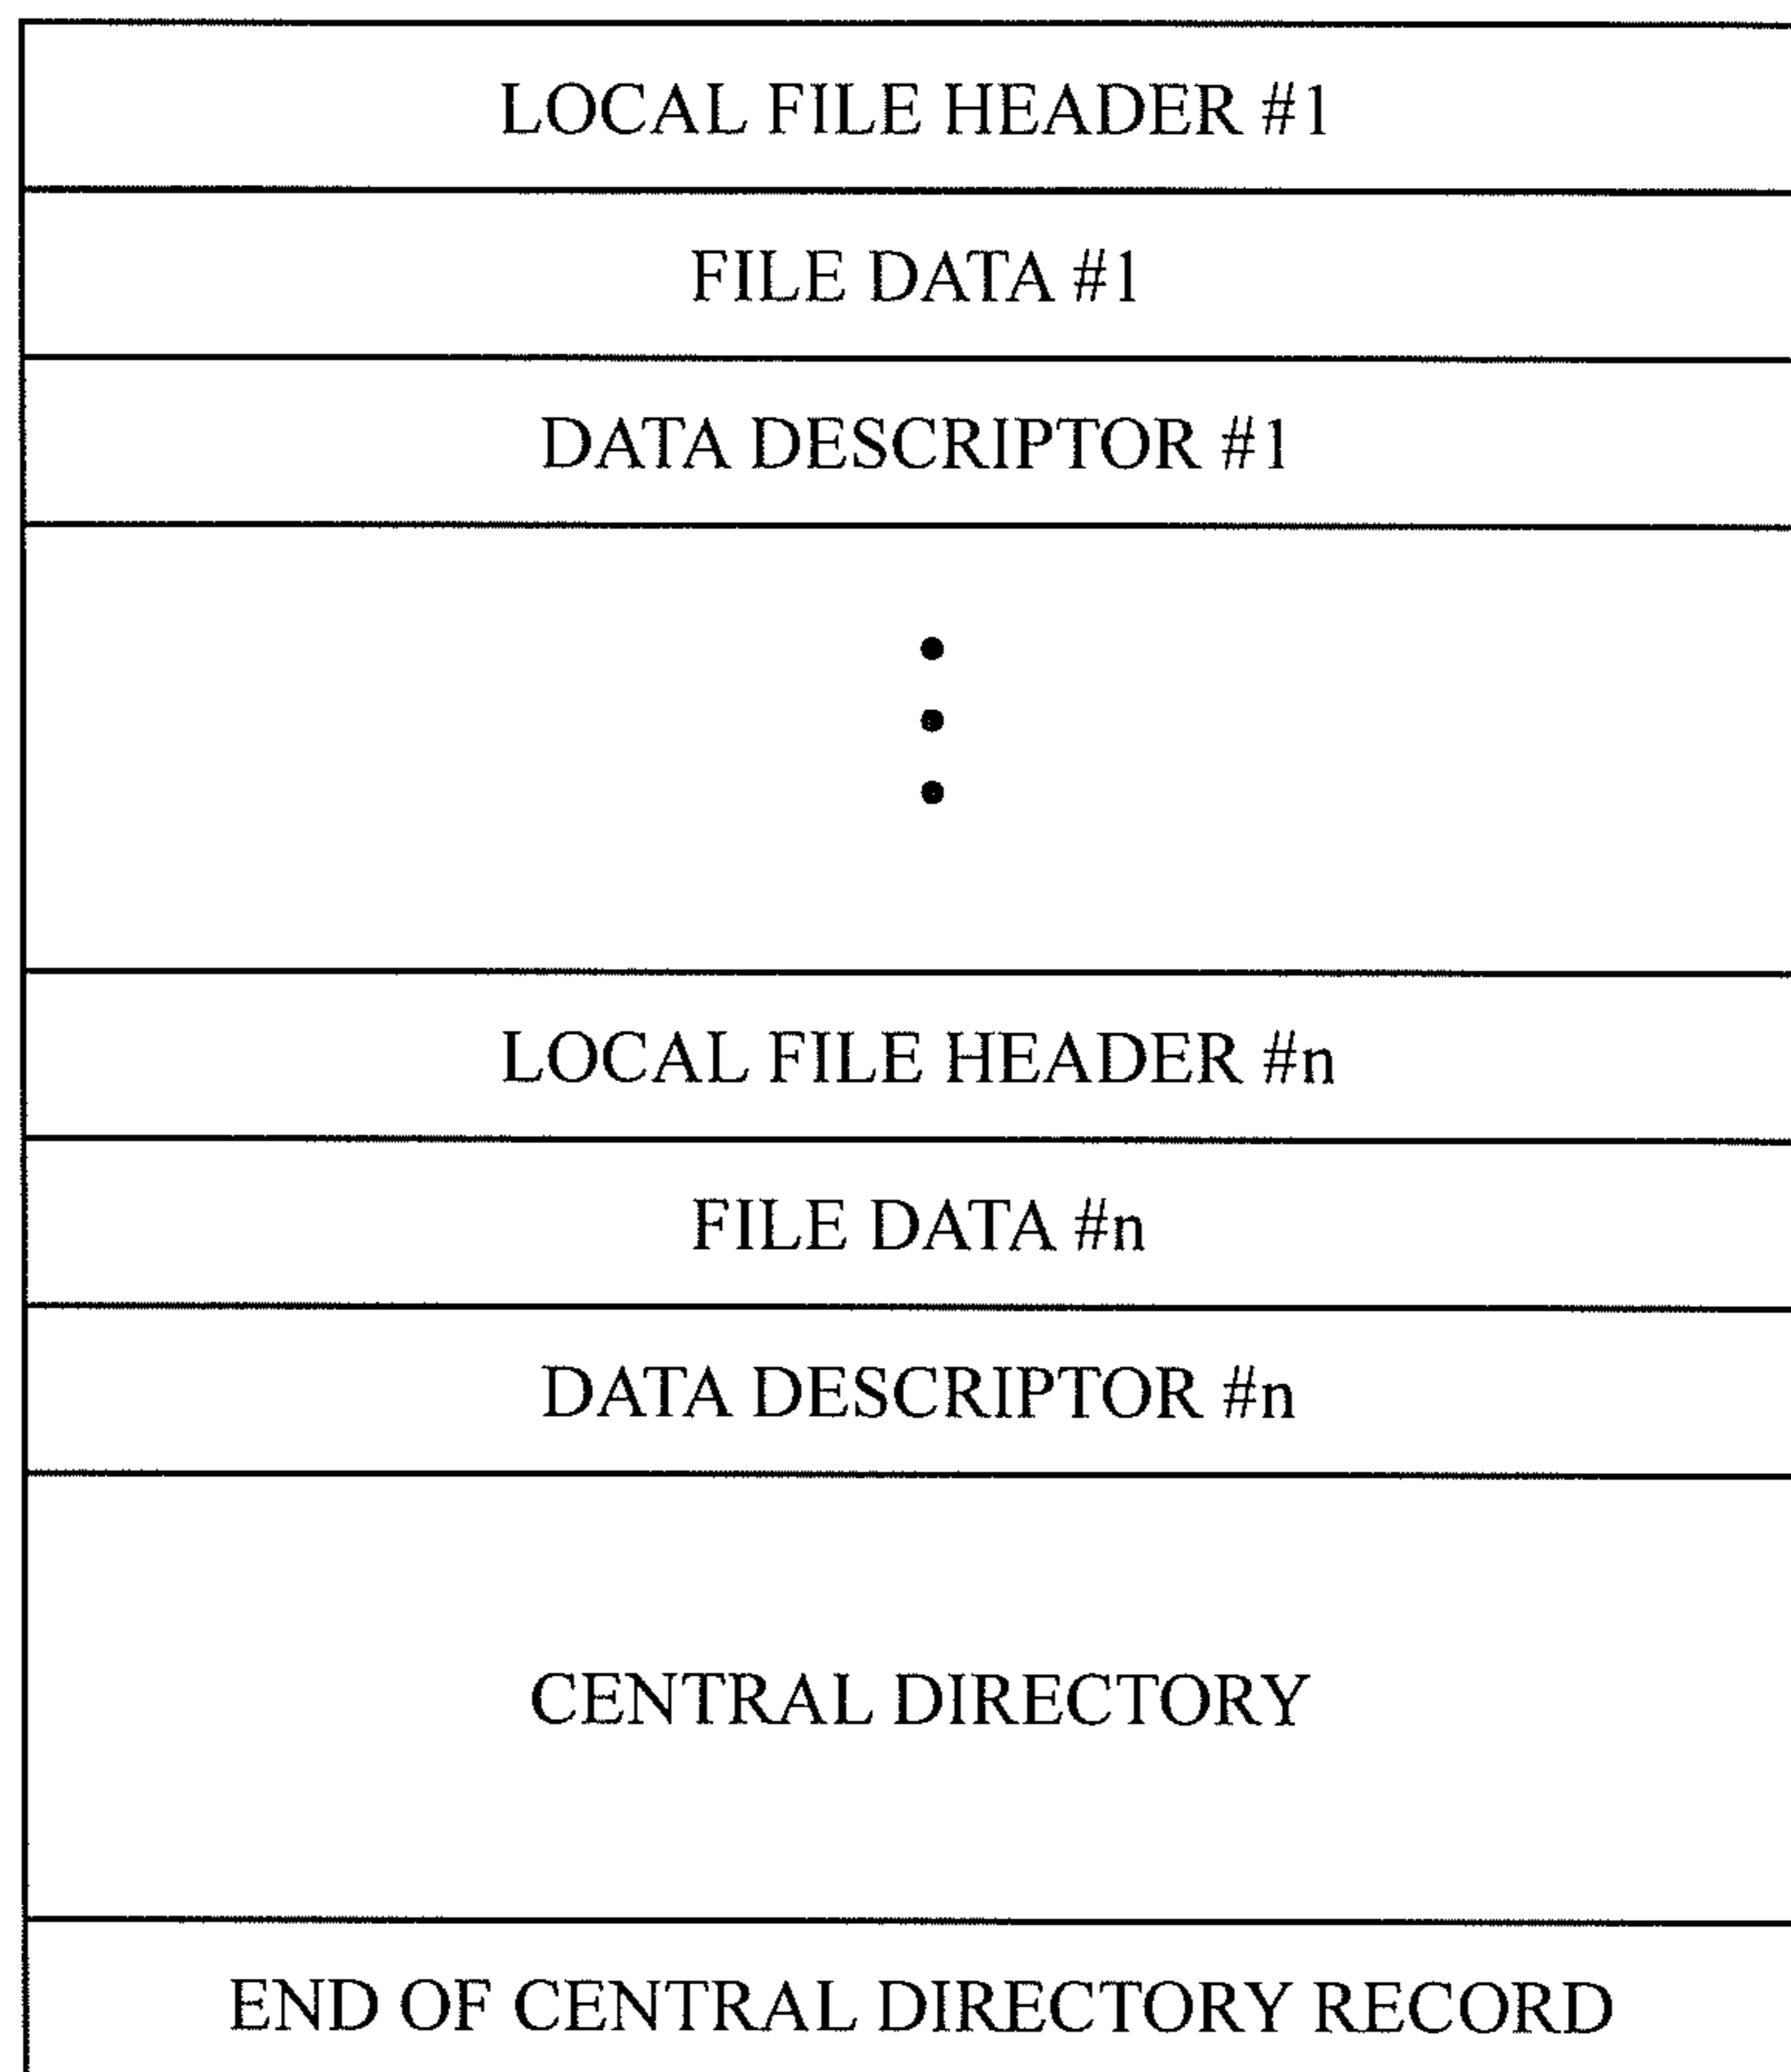 LOCAL FILE HEADER #1
FILE DATA #1
DATA DESCRIPTOR #1
LOCAL FILE HEADER #n
FILE DATA #n
DATA DESCRIPTOR #n
CENTRAL DIRECTORY
END OF CENTRAL DIRECTORY RECORD